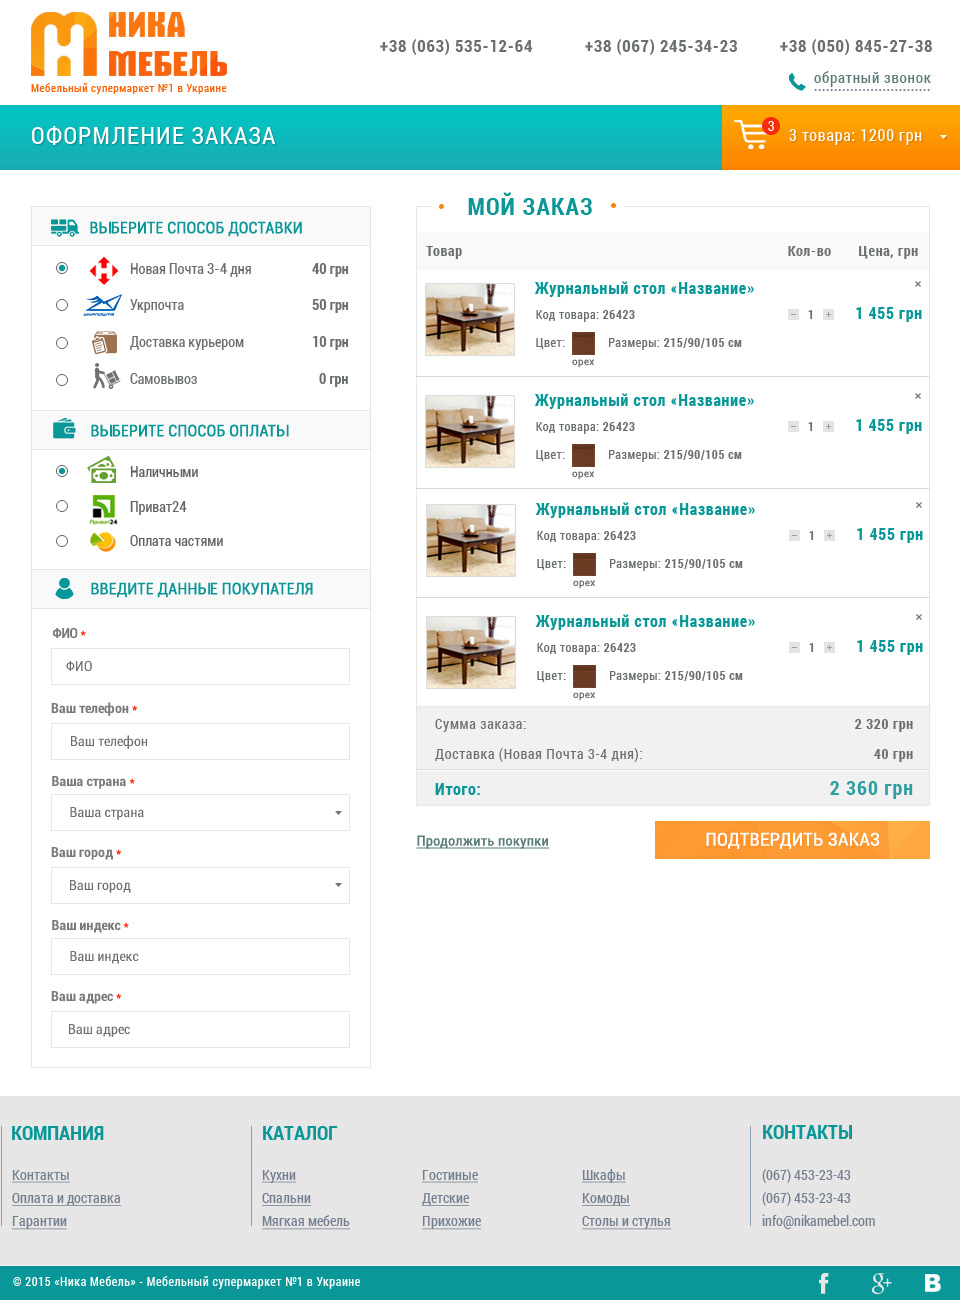 НИКА
МЕБЕЛЬ
Мебельный супермаркет №1 в Украине
+38 (063) 535-12-64
+38 (067) 245-34-23
+38 (050) 845-27-38
обратный звонок
ОФОРМЛЕНИЕ ЗАКАЗА
3
3 товара: 1200 грн
ВЫБЕРИТЕ СПОСОБ ДОСТАВКИ
Новая Почта 3-4 дня 40 грн
УКРПОШТА
Укрпочта 50 грн
Доставка курьером 10 грн
Самовывоз 0 грн
ВЫБЕРИТЕ СПОСОБ ОПЛАТЫ
Наличными
Приват24
Приват24
Оплата частями
ВВЕДИТЕ ДАННЫЕ ПОКУПАТЕЛЯ
ФИО *
ФИО
Ваш телефон *
Ваш телефон
Ваша страна *
Ваша страна
Ваш город *
Ваш город
Ваш индекс *
Ваш индекс
Ваш адрес *
Ваш адрес
МОЙ ЗАКАЗ
Товар Кол-во Цена, грн
Журнальный стол «Название» ×
Код товара: 26423 − 1 + 1 455 грн
Цвет: Размеры: 215/90/105 см
орех
Журнальный стол «Название» ×
Код товара: 26423 − 1 + 1 455 грн
Цвет: Размеры: 215/90/105 см
орех
Журнальный стол «Название» ×
Код товара: 26423 − 1 + 1 455 грн
Цвет: Размеры: 215/90/105 см
орех
Журнальный стол «Название» ×
Код товара: 26423 − 1 + 1 455 грн
Цвет: Размеры: 215/90/105 см
орех
Сумма заказа: 2 320 грн
Доставка (Новая Почта 3-4 дня): 40 грн
Итого: 2 360 грн
Продолжить покупки
ПОДТВЕРДИТЬ ЗАКАЗ
КОМПАНИЯ
Контакты
Оплата и доставка
Гарантии
КАТАЛОГ
Кухни
Спальни
Мягкая мебель
Гостиные
Детские
Прихожие
Шкафы
Комоды
Столы и стулья
КОНТАКТЫ
(067) 453-23-43
(067) 453-23-43
info@nikamebel.com
© 2015 «Ника Мебель» - Мебельный супермаркет №1 в Украине
f
g+
B